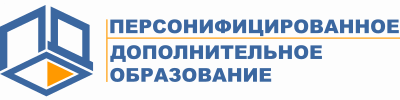 ПЕРСОНИФИЦИРОВАННОЕ
ДОПОЛНИТЕЛЬНОЕ
ОБРАЗОВАНИЕ